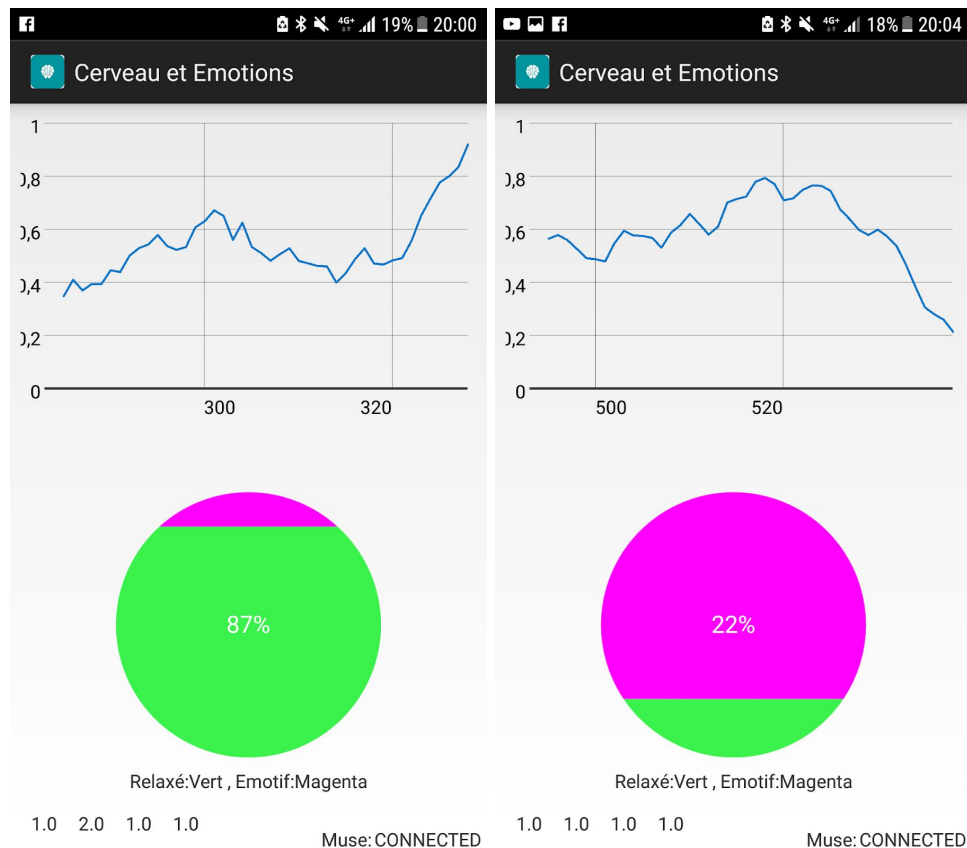 19% 20:00
Cerveau et Emotions
1
0,8
0,6
0,4
0,2
0
300 320
87%
Relaxé:Vert , Emotif:Magenta
1.0 2.0 1.0 1.0
Muse:CONNECTED
18% 20:04
Cerveau et Emotions
1
0,8
0,6
0,4
0,2
0
500 520
22%
Relaxé:Vert , Emotif:Magenta
1.0 1.0 1.0 1.0
Muse:CONNECTED